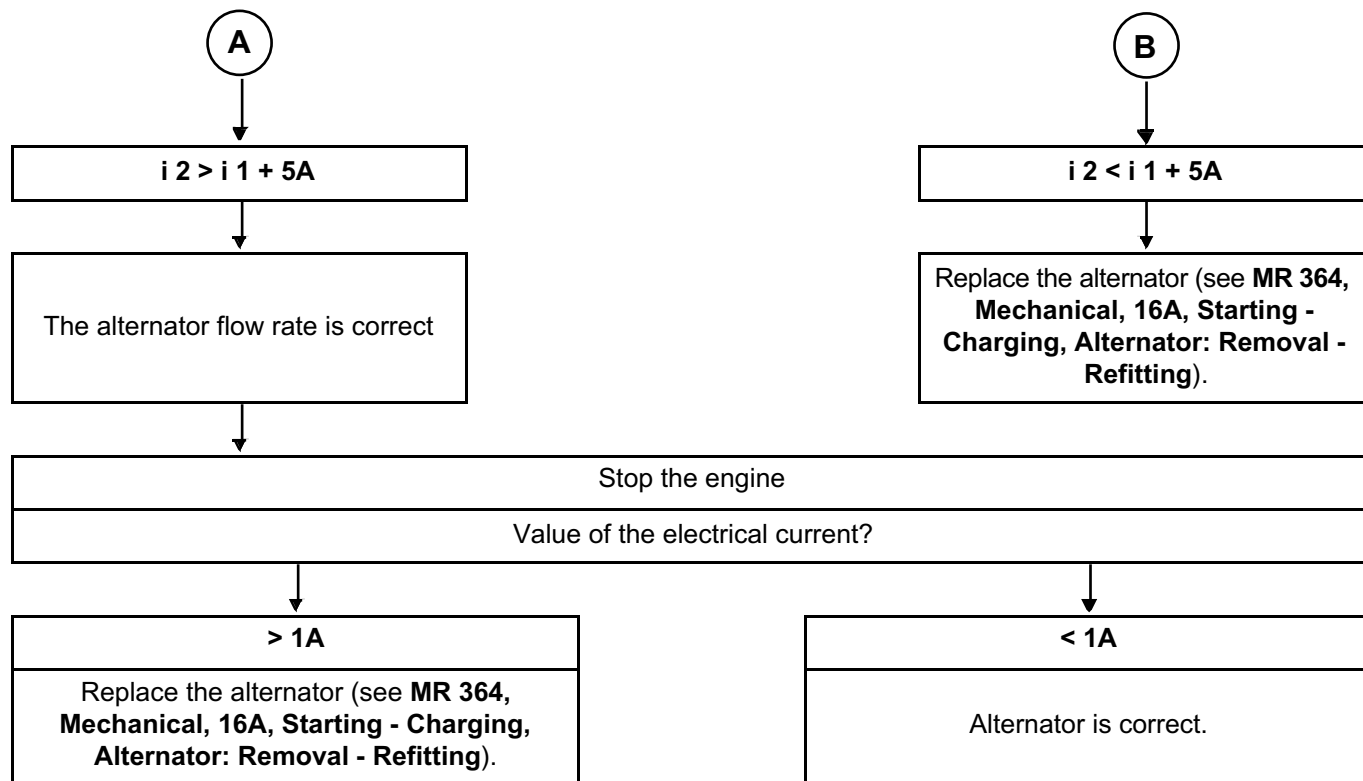 A
B
i 2 > i 1 + 5A
i 2 < i 1 + 5A
The alternator flow rate is correct
Replace the alternator (see MR 364,
Mechanical, 16A, Starting -
Charging, Alternator: Removal -
Refitting).
Stop the engine
Value of the electrical current?
> 1A
< 1A
Replace the alternator (see MR 364,
Mechanical, 16A, Starting - Charging,
Alternator: Removal - Refitting).
Alternator is correct.